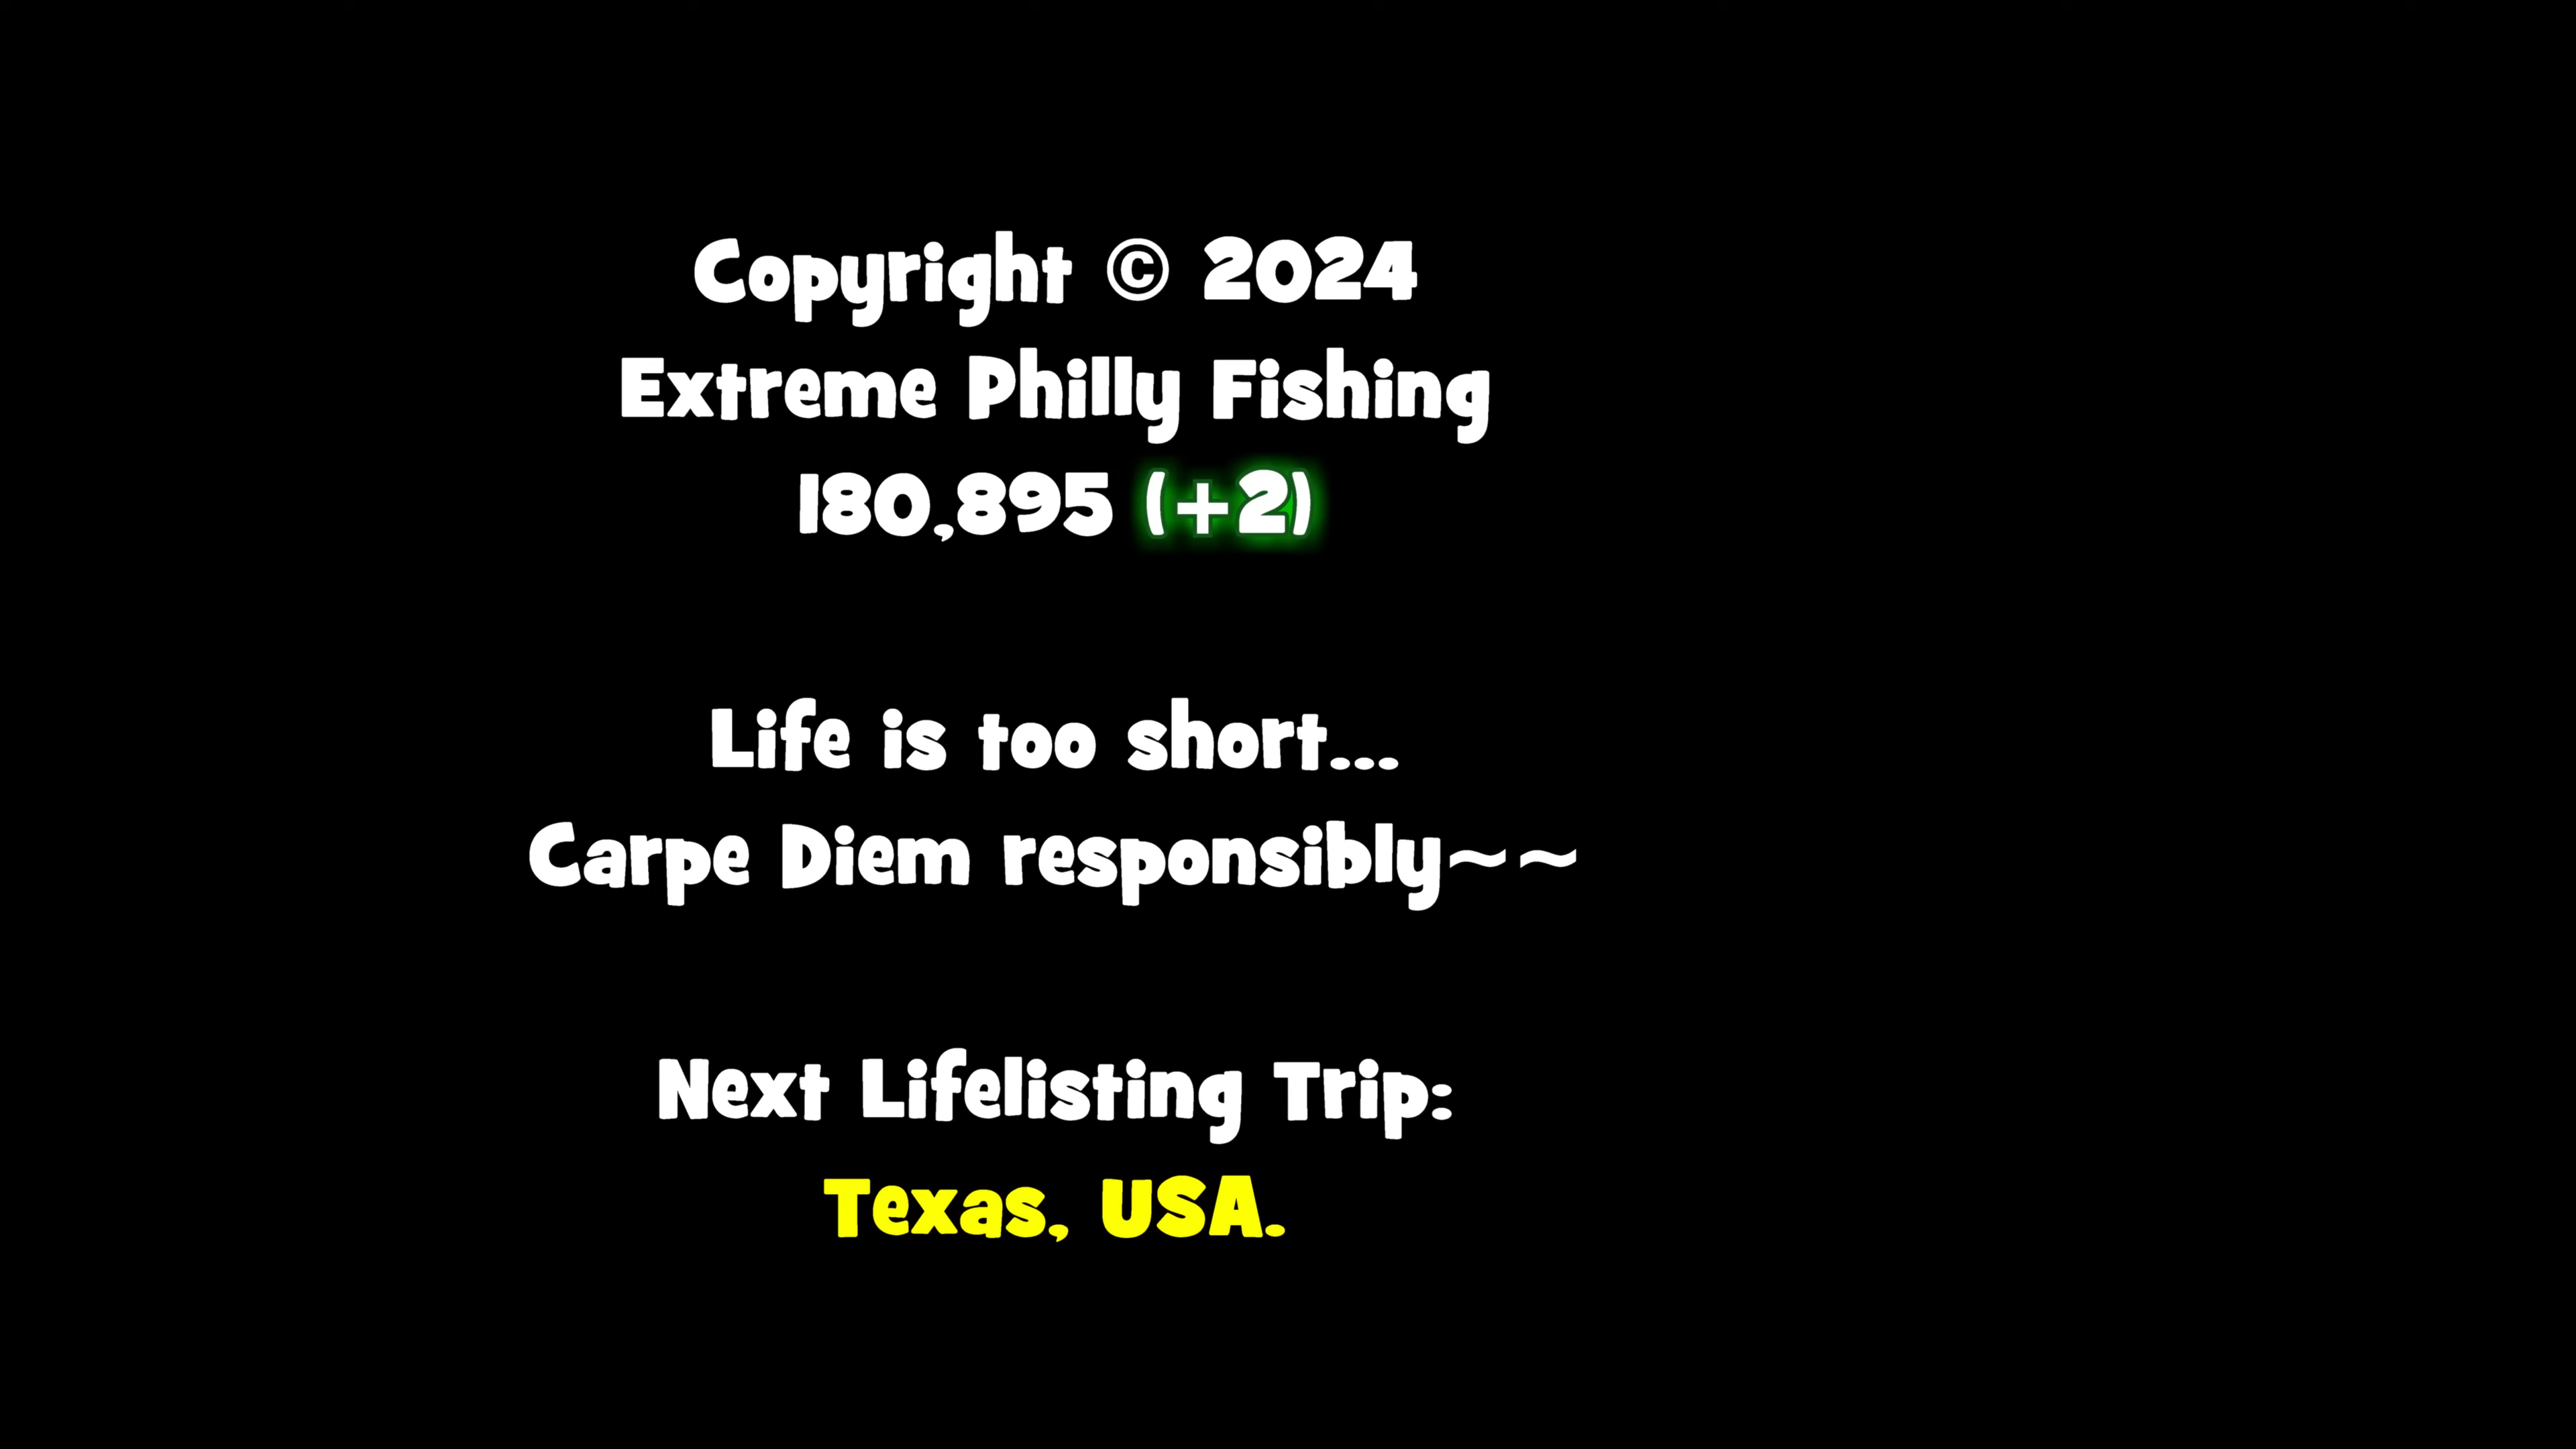 Copyright © 2024
Extreme Philly Fishing
180,895 (+2)
Life is too short...
Carpe Diem responsibly~~
Next Lifelisting Trip:
Texas, USA.